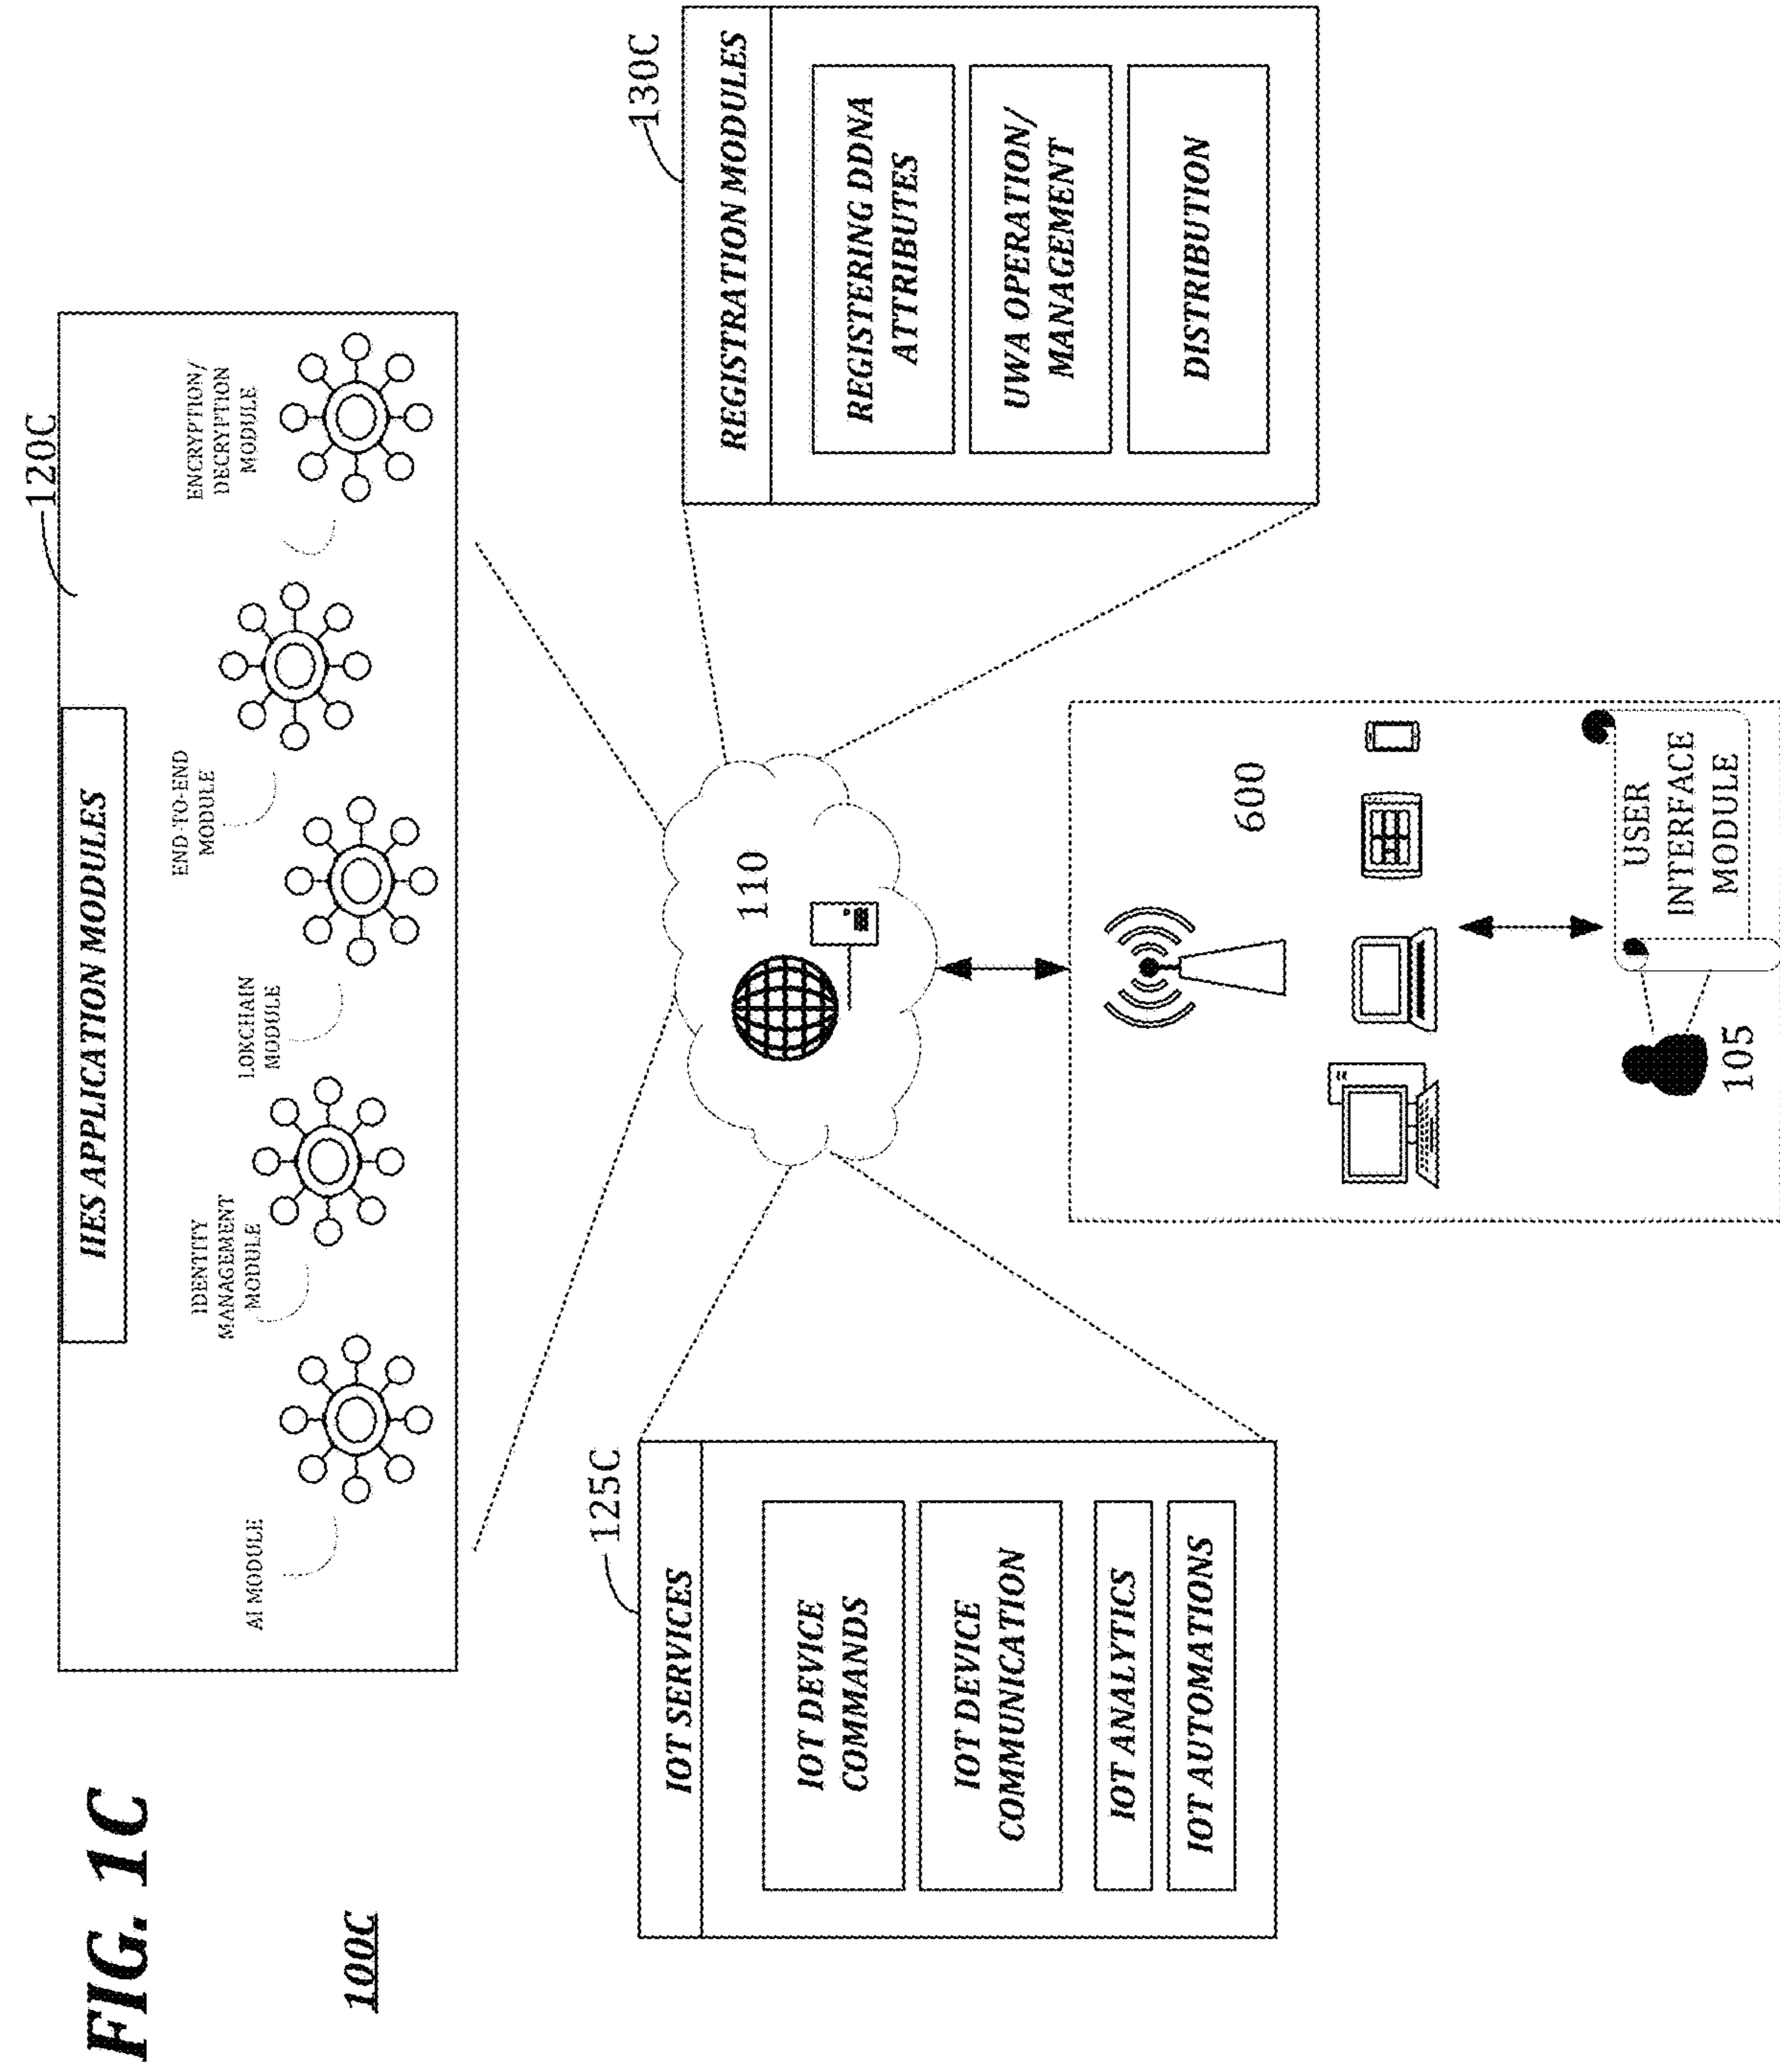 FIG. 1C
100C
120C
IIES APPLICATION MODULES
AI MODULE
IDENTITY
MANAGEMENT
MODULE
LOKCHAIN
MODULE
END-TO-END
MODULE
ENCRYPTION/
DECRYPTION
MODULE
125C
IOT SERVICES
IOT DEVICE
COMMANDS
IOT DEVICE
COMMUNICATION
IOT ANALYTICS
IOT AUTOMATIONS
110
130C
REGISTRATION MODULES
REGISTERING DDNA
ATTRIBUTES
UWA OPERATION/
MANAGEMENT
DISTRIBUTION
600
105
USER
INTERFACE
MODULE